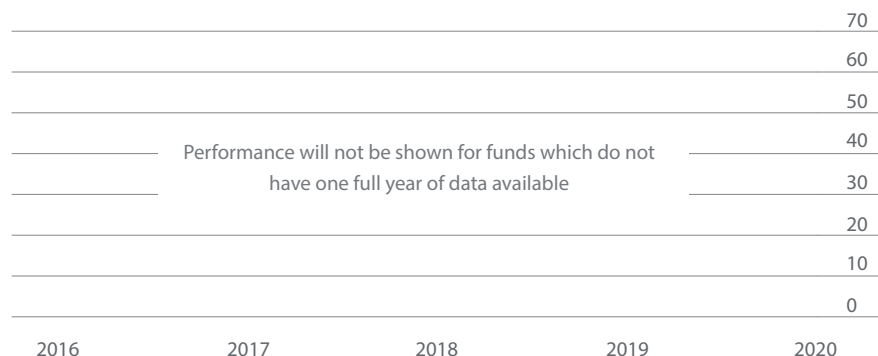 70
60
50
40
Performance will not be shown for funds which do not
have one full year of data available
30
20
10
0
2016 2017 2018 2019 2020